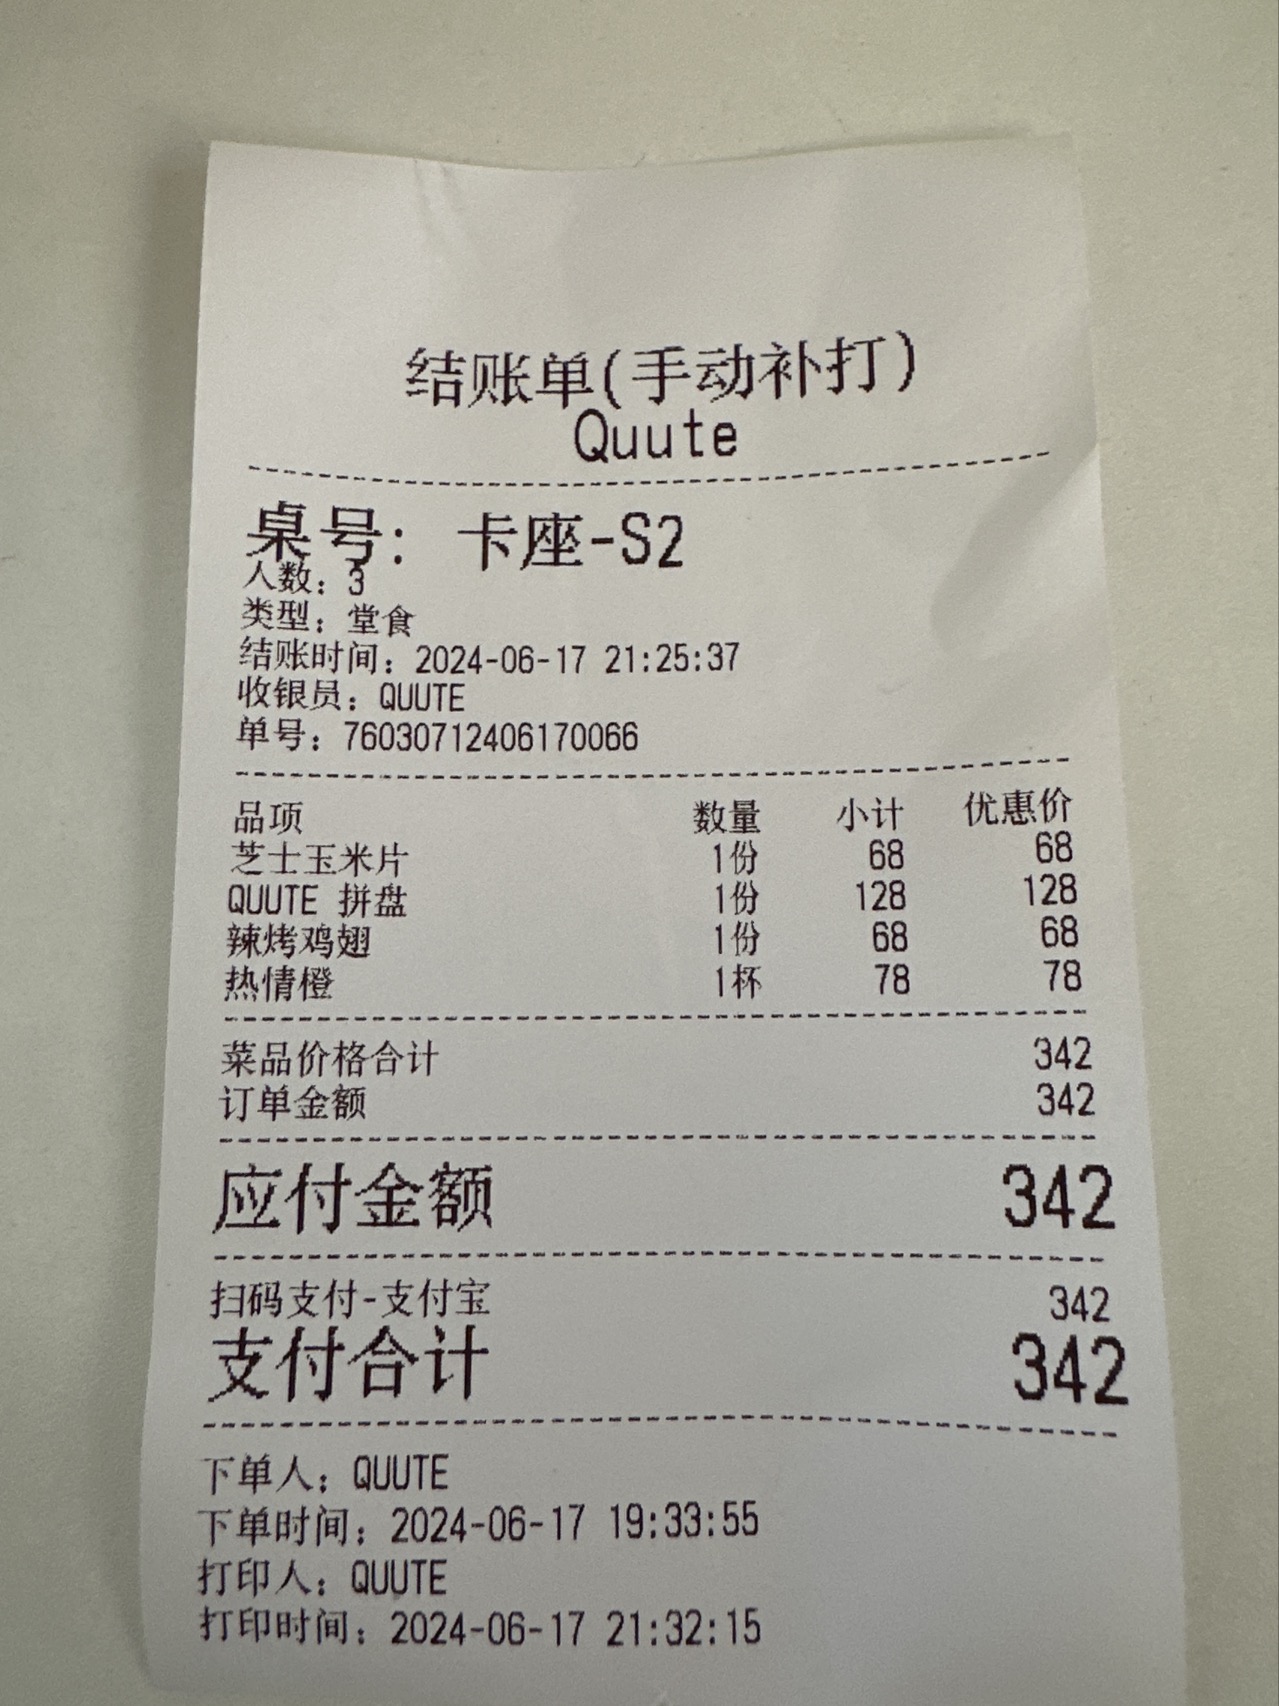 结账单(手动补打)
Quute
桌号: 卡座-S2
人数: 3
类型: 堂食
结账时间: 2024-06-17 21:25:37
收银员: QUUTE
单号: 76030712406170066
品项 数量 小计 优惠价
芝士玉米片 1份 68 68
QUUTE 拼盘 1份 128 128
辣烤鸡翅 1份 68 68
热情橙 1杯 78 78
菜品价格合计 342
订单金额 342
应付金额 342
扫码支付-支付宝 342
支付合计 342
下单人: QUUTE
下单时间: 2024-06-17 19:33:55
打印人: QUUTE
打印时间: 2024-06-17 21:32:15